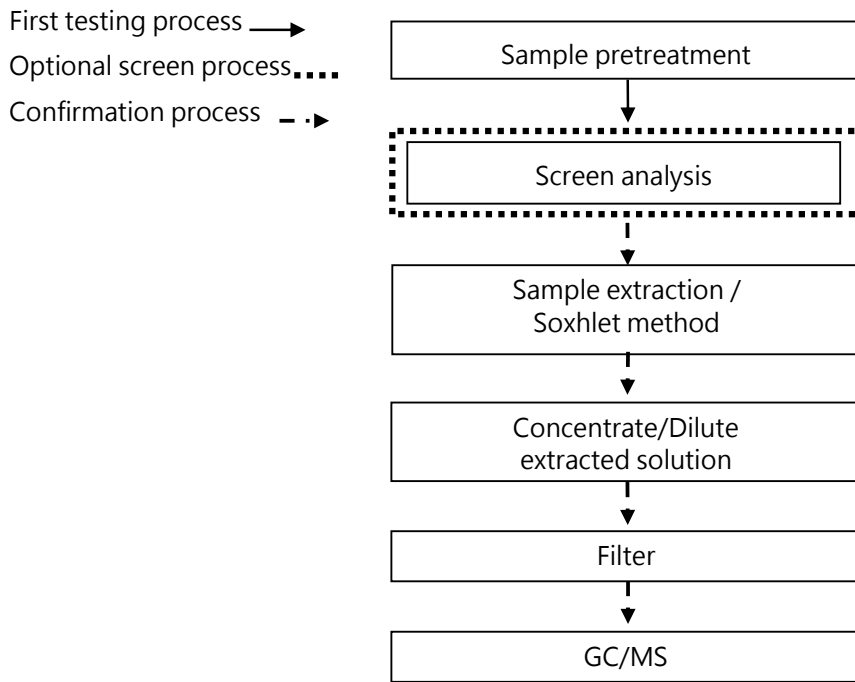 First testing process
Optional screen process
Confirmation process
Sample pretreatment
Screen analysis
Sample extraction /
Soxhlet method
Concentrate/Dilute
extracted solution
Filter
GC/MS